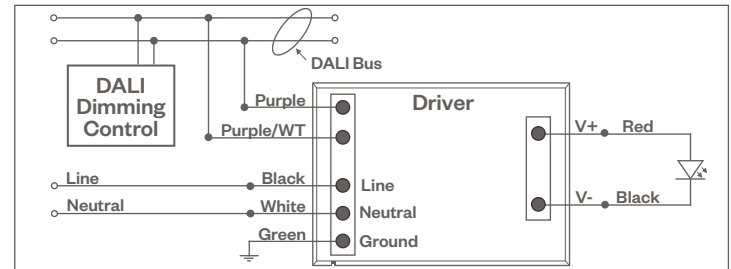 DALI Bus
DALI
Dimming
Control
Driver
Purple
Purple/WT
V+ Red
Line Black Line
Neutral White Neutral
V- Black
Green Ground